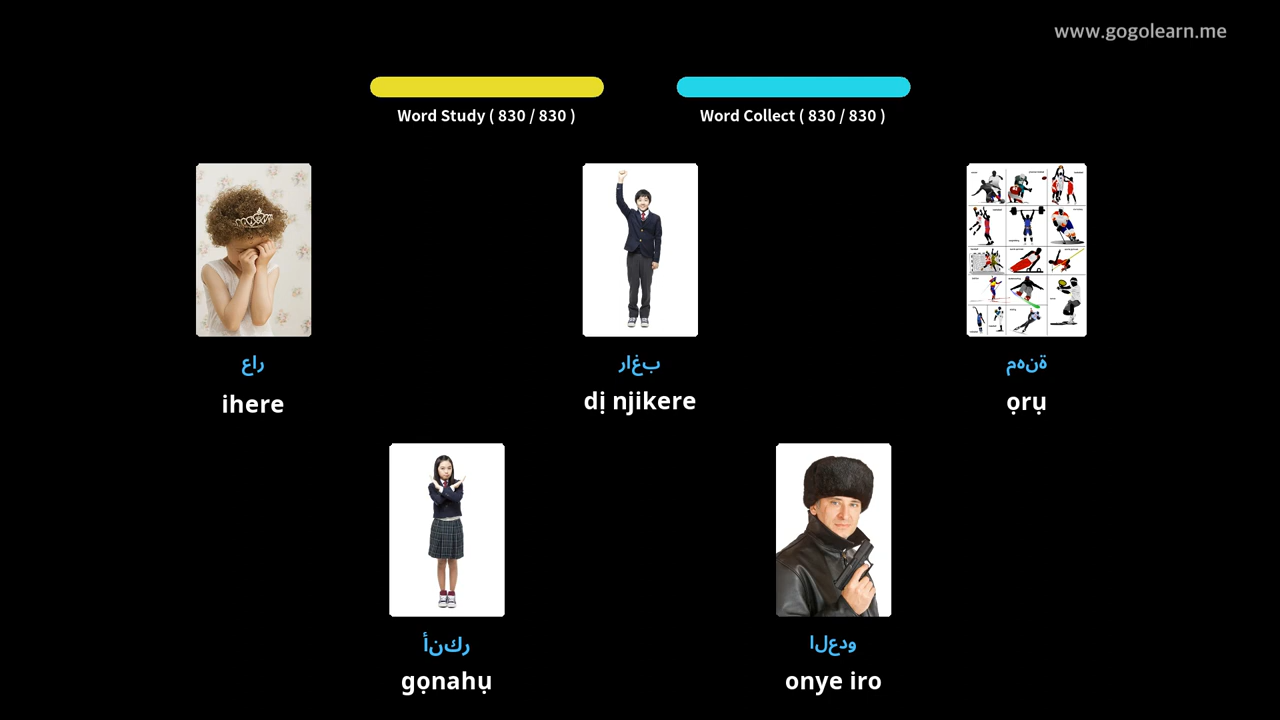 www.gogolearn.me
Word Study ( 830 / 830 )
Word Collect ( 830 / 830 )
عار
راغب
مهنة
ihere
dị njikere
ọrụ
أنكر
العدو
gọnahụ
onye iro